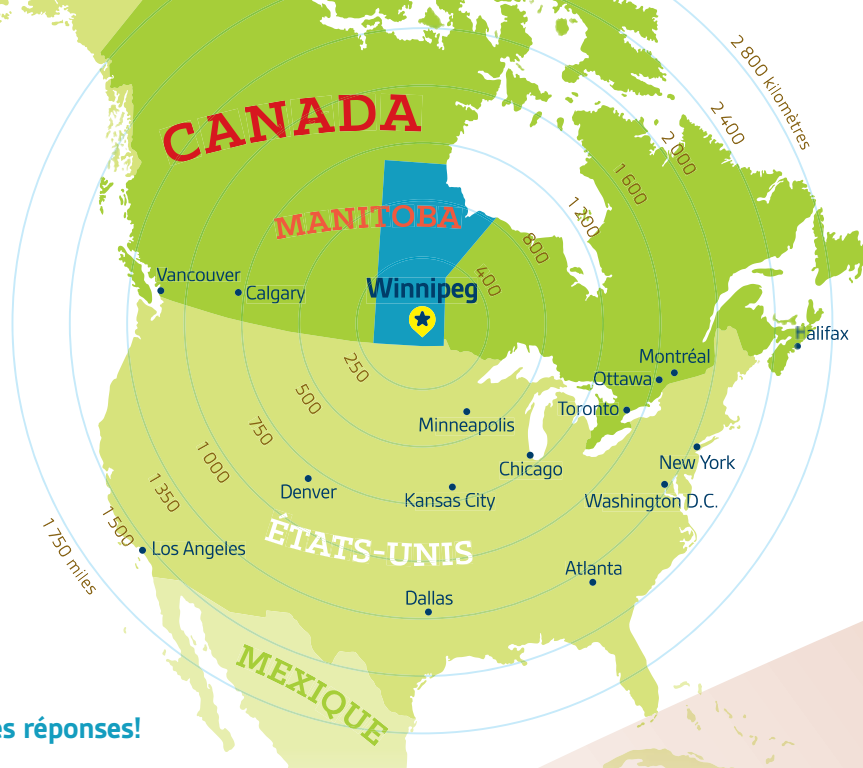 2 800 kilomètres
2 400
2 000
1 600
1 200
800
400
CANADA
MANITOBA
Vancouver
Calgary
Winnipeg
Halifax
Montréal
Ottawa
Toronto
250
500
750
1 000
1 350
1 500
1 750 miles
Minneapolis
Chicago
New York
Denver
Kansas City
Washington D.C.
ÉTATS-UNIS
Los Angeles
Atlanta
Dallas
MEXIQUE
es réponses!